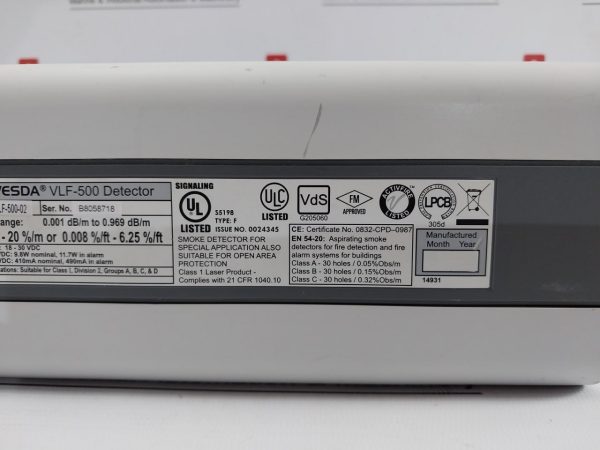 VESDA® VLF-500 Detector
LF-500-02 Ser. No. B8058718
ange: 0.001 dB/m to 0.969 dB/m
- 20 %/m or 0.008 %/ft - 6.25 %/ft
: 18 - 30 VDC
VDC: 9.8W nominal, 11.7W in alarm
VDC: 410mA nominal, 490mA in alarm
ations: Suitable for Class I, Division 2, Groups A, B, C, & D
SIGNALING
UL
LISTED
5519B
TYPE: F
ISSUE NO. 0024345
SMOKE DETECTOR FOR
SPECIAL APPLICATION ALSO
SUITABLE FOR OPEN AREA
PROTECTION
Class 1 Laser Product -
Complies with 21 CFR 1040.10
ULC
LISTED
VdS
G205060
FM
APPROVED
ACTIVFIRE
LISTED
LPCB
305d
CE: Certificate No. 0832-CPD-0987
EN 54-20: Aspirating smoke
detectors for fire detection and fire
alarm systems for buildings
Class A - 30 holes / 0.05%Obs/m
Class B - 30 holes / 0.15%Obs/m
Class C - 30 holes / 0.32%Obs/m
Manufactured
Month Year
14931